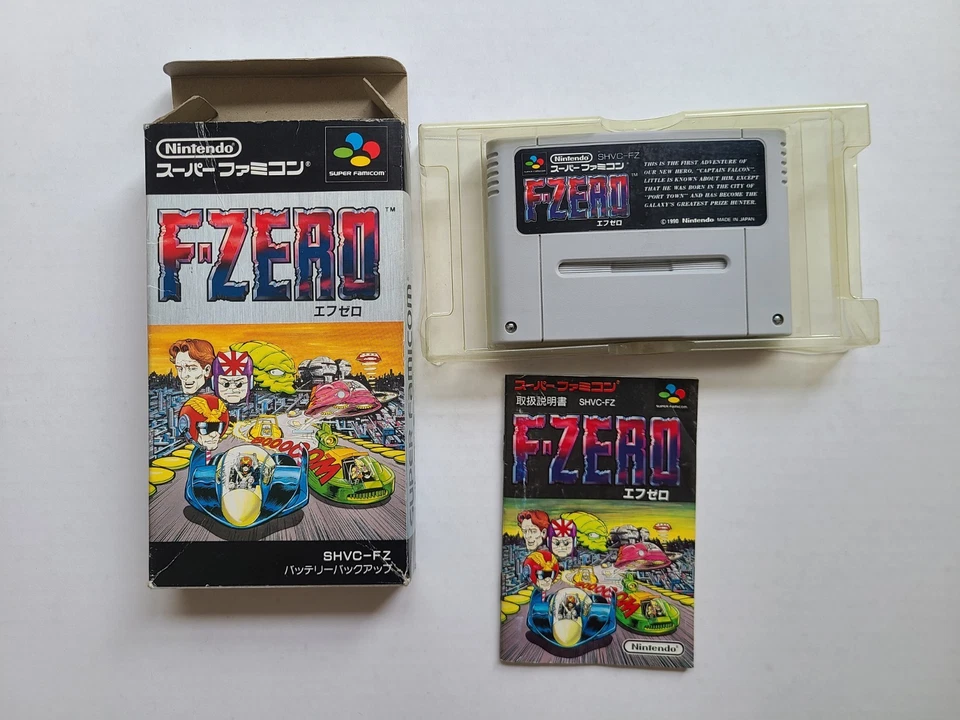 Nintendo
スーパーファミコン®
SUPER FAMICOM™
F-ZERO™
エフゼロ
BOOOOOM
SHVC-FZ
バッテリーバックアップ
Nintendo SHVC-FZ
スーパーファミコン
F-ZERO™
エフゼロ
THIS IS THE FIRST ADVENTURE OF
OUR NEW HERO, "CAPTAIN FALCON".
LITTLE IS KNOWN ABOUT HIM, EXCEPT
THAT HE WAS BORN IN THE CITY OF
"PORT TOWN" AND HAS BECOME THE
GALAXY'S GREATEST PRIZE HUNTER.
©1990 Nintendo MADE IN JAPAN
スーパーファミコン®
取扱説明書 SHVC-FZ
SUPER FAMICOM
F-ZERO
エフゼロ
Nintendo